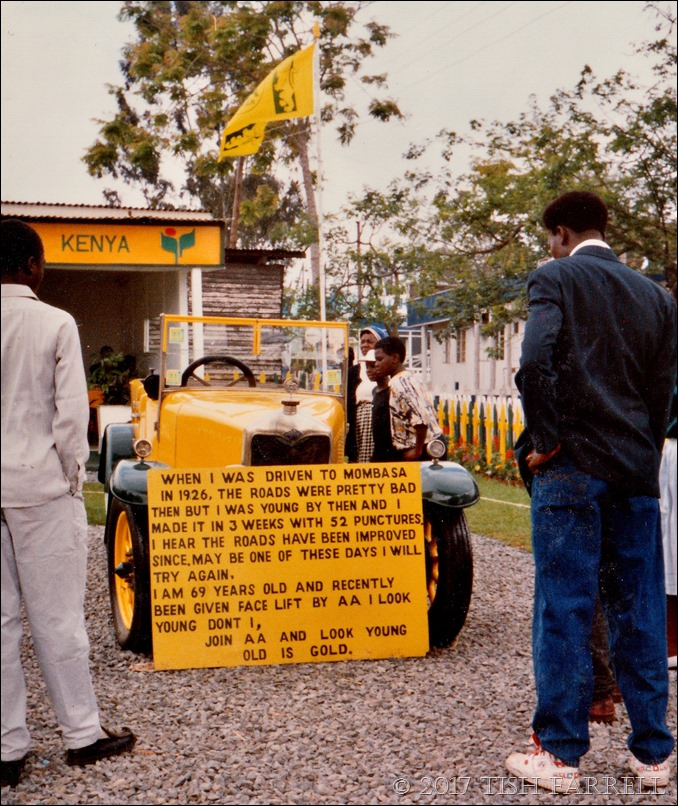 KENYA
WHEN I WAS DRIVEN TO MOMBASA
IN 1926, THE ROADS WERE PRETTY BAD
THEN BUT I WAS YOUNG BY THEN AND I
MADE IT IN 3 WEEKS WITH 52 PUNCTURES,
I HEAR THE ROADS HAVE BEEN IMPROVED
SINCE, MAY BE ONE OF THESE DAYS I WILL
TRY AGAIN.
I AM 69 YEARS OLD AND RECENTLY
BEEN GIVEN FACE LIFT BY AA I LOOK
YOUNG DONT I,
JOIN AA AND LOOK YOUNG
OLD IS GOLD.
© 2017 TISH FARRELL